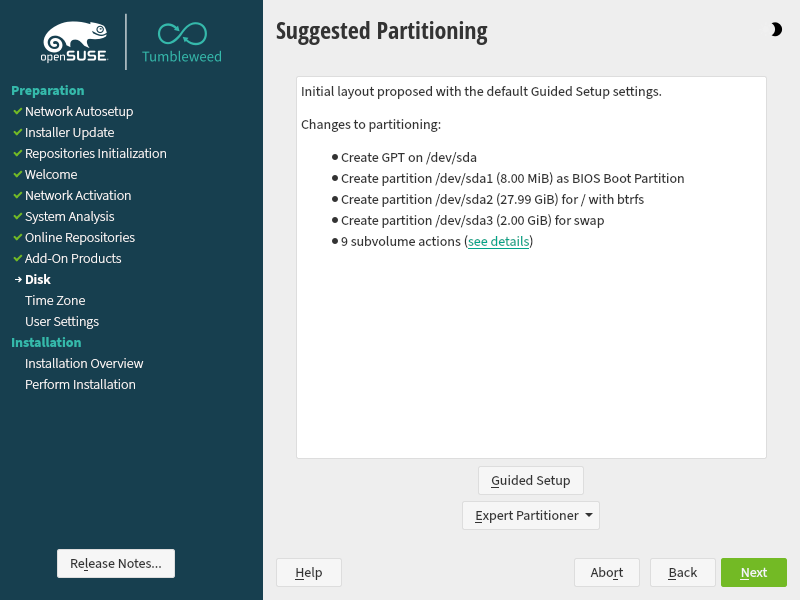 openSUSE
Tumbleweed
Preparation
Network Autosetup
Installer Update
Repositories Initialization
Welcome
Network Activation
System Analysis
Online Repositories
Add-On Products
Disk
Time Zone
User Settings
Installation
Installation Overview
Perform Installation
Release Notes...
Suggested Partitioning
Initial layout proposed with the default Guided Setup settings.
Changes to partitioning:
Create GPT on /dev/sda
Create partition /dev/sda1 (8.00 MiB) as BIOS Boot Partition
Create partition /dev/sda2 (27.99 GiB) for / with btrfs
Create partition /dev/sda3 (2.00 GiB) for swap
9 subvolume actions (see details)
Guided Setup
Expert Partitioner
Help
Abort
Back
Next